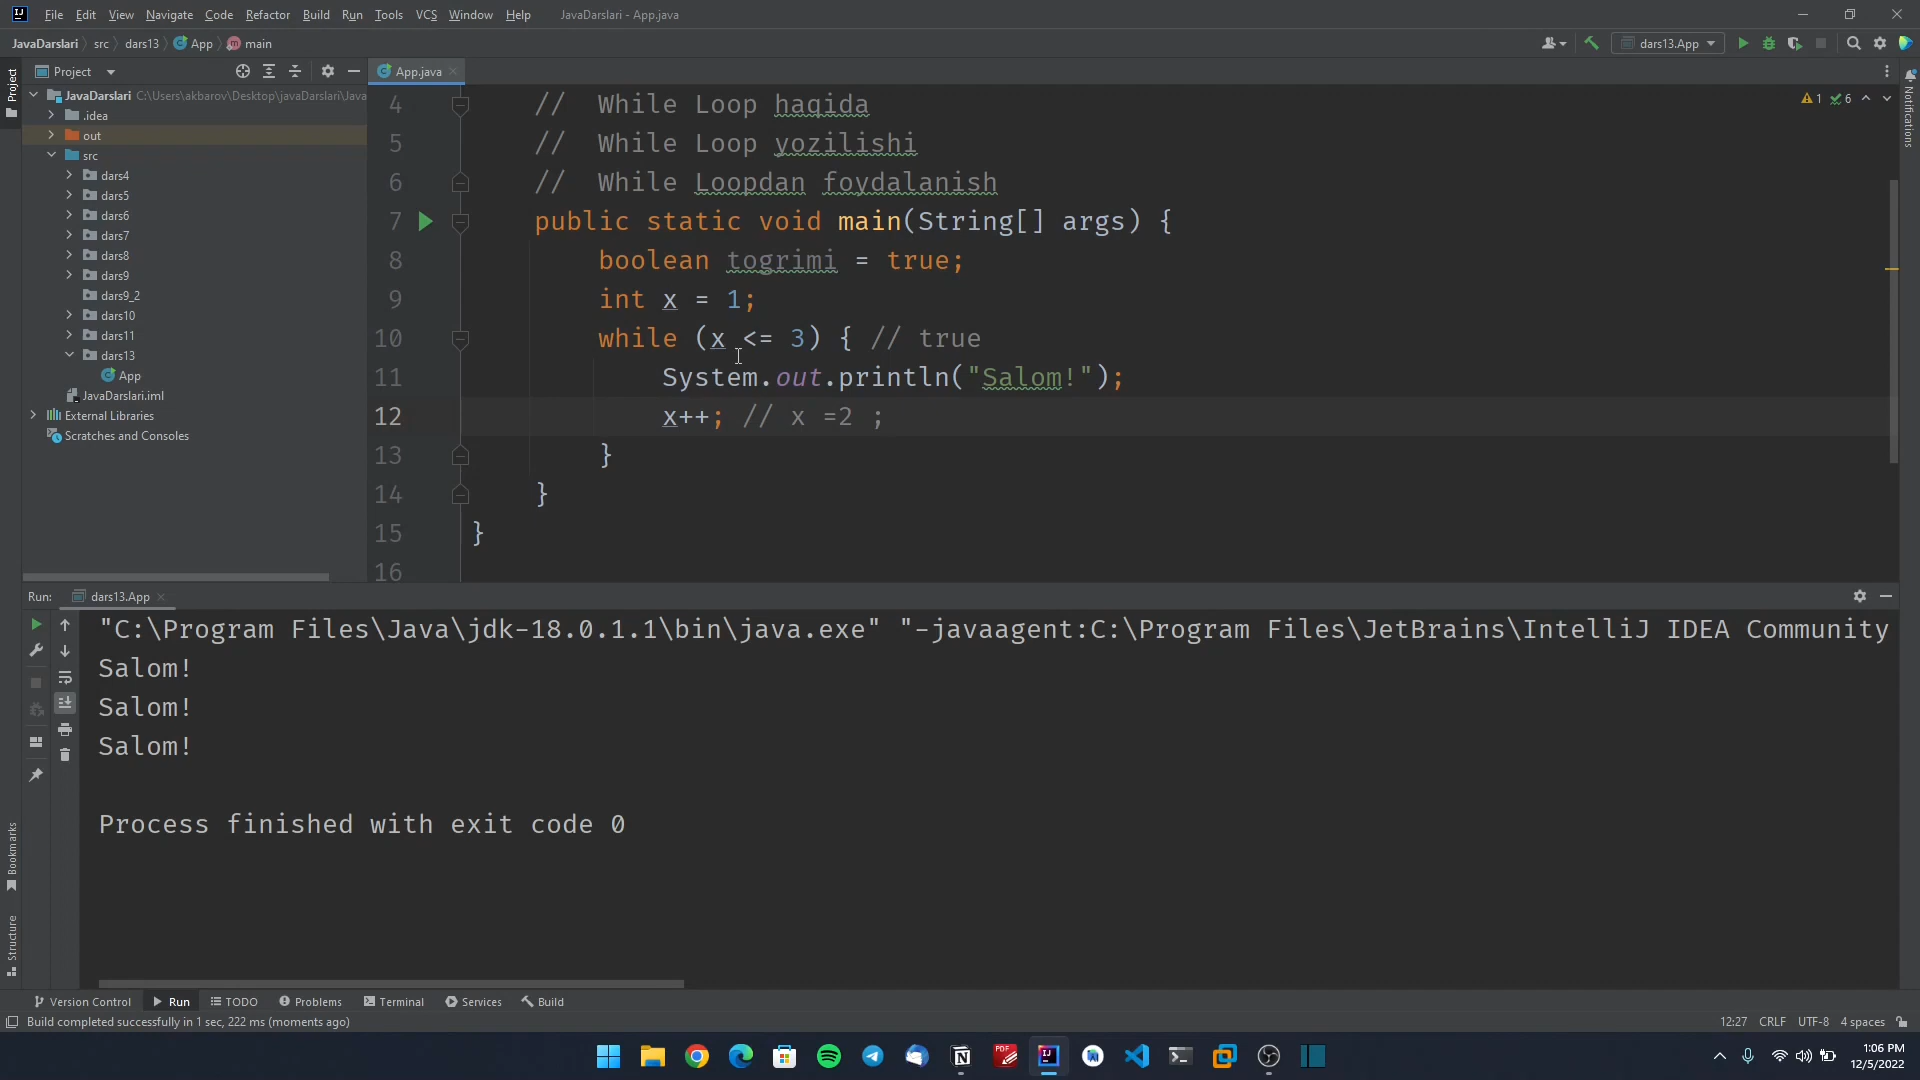 File Edit View Navigate Code Refactor Build Run Tools VCS Window Help JavaDarslari - App.java
JavaDarslari src dars13 App main
dars13.App
Project
App.java
JavaDarslari C:\Users\akbarov\Desktop\javaDarslari\Java
.idea
out
src
dars4
dars5
dars6
dars7
dars8
dars9
dars9_2
dars10
dars11
dars13
App
JavaDarslari.iml
External Libraries
Scratches and Consoles
Project
Bookmarks
Structure
Notifications
1 6
4 // While Loop haqida
5 // While Loop yozilishi
6 // While Loopdan foydalanish
7 public static void main(String[] args) {
8 boolean togrimi = true;
9 int x = 1;
10 while (x <= 3) { // true
11 System.out.println("Salom!");
12 x++; // x =2 ;
13 }
14 }
15 }
16
Run: dars13.App
"C:\Program Files\Java\jdk-18.0.1.1\bin\java.exe" "-javaagent:C:\Program Files\JetBrains\IntelliJ IDEA Community
Salom!
Salom!
Salom!
Process finished with exit code 0
Version Control Run TODO Problems Terminal Services Build
Build completed successfully in 1 sec, 222 ms (moments ago)
12:27 CRLF UTF-8 4 spaces
1:06 PM
12/5/2022